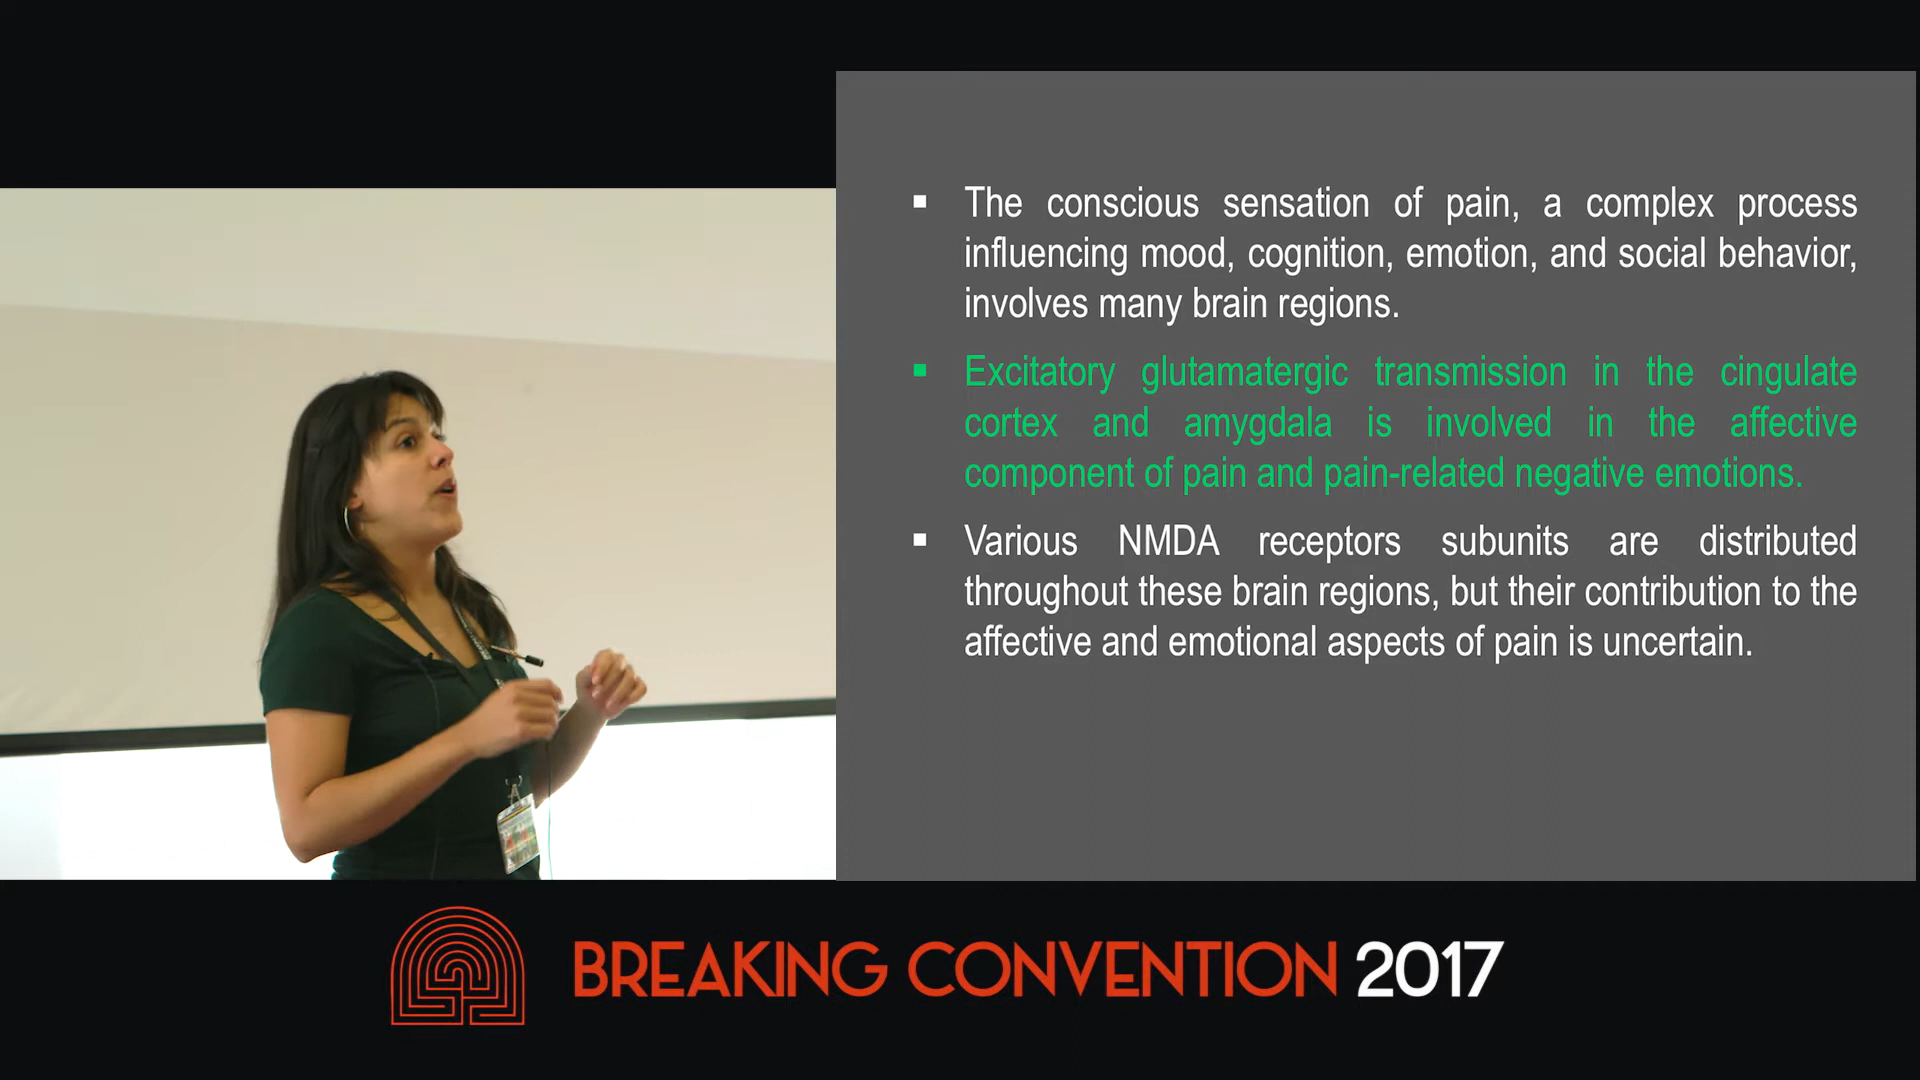 ▪ The conscious sensation of pain, a complex process
influencing mood, cognition, emotion, and social behavior,
involves many brain regions.
▪ Excitatory glutamatergic transmission in the cingulate
cortex and amygdala is involved in the affective
component of pain and pain-related negative emotions.
▪ Various NMDA receptors subunits are distributed
throughout these brain regions, but their contribution to the
affective and emotional aspects of pain is uncertain.
BREAKING CONVENTION 2017